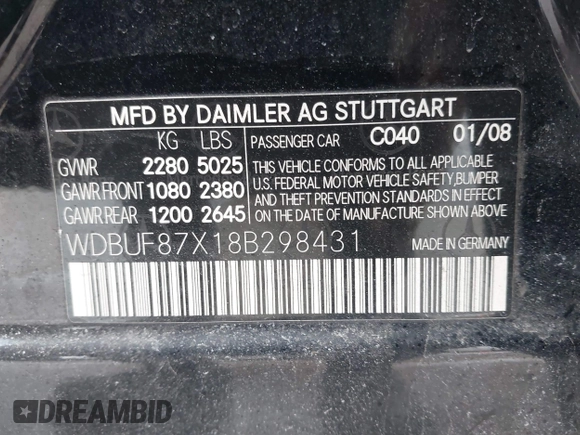 MFD BY DAIMLER AG STUTTGART
KG LBS
GVWR 2280 5025
GAWR FRONT 1080 2380
GAWR REAR 1200 2645
PASSENGER CAR C040 01/08
THIS VEHICLE CONFORMS TO ALL APPLICABLE
U.S. FEDERAL MOTOR VEHICLE SAFETY, BUMPER
AND THEFT PREVENTION STANDARDS IN EFFECT
ON THE DATE OF MANUFACTURE SHOWN ABOVE
WDBUF87X18B298431 MADE IN GERMANY
DREAMBID